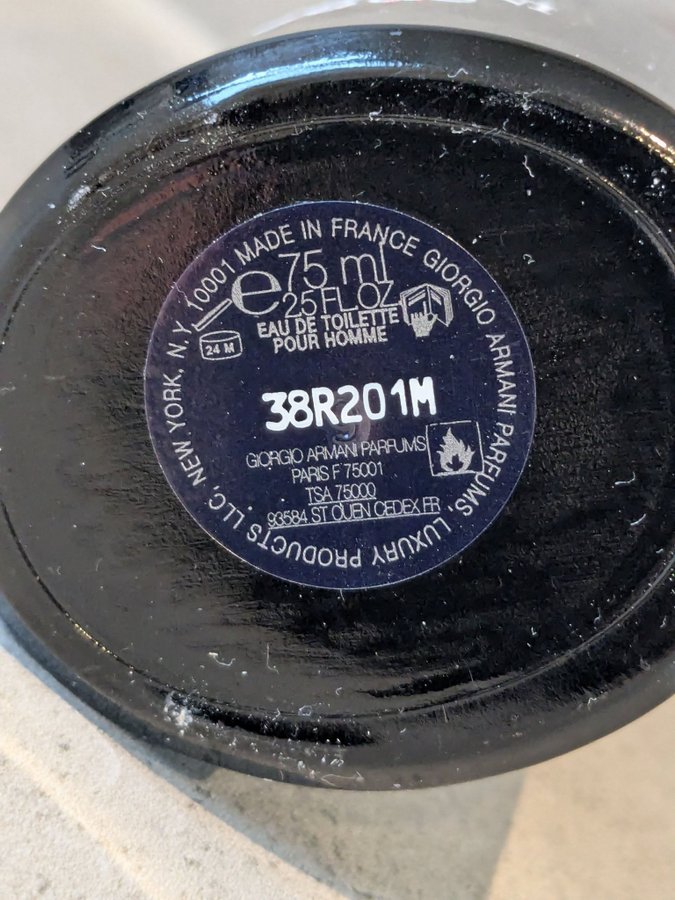 MADE IN FRANCE GIORGIO ARMANI PARFUMS, LUXURY PRODUCTS LLC, NEW YORK, N.Y. 10001
e 75 ml
2.5 FL.OZ
EAU DE TOILETTE
POUR HOMME
24 M
38R201M
GIORGIO ARMANI PARFUMS
PARIS F 75001
TSA 75000
93584 ST OUEN CEDEX FR